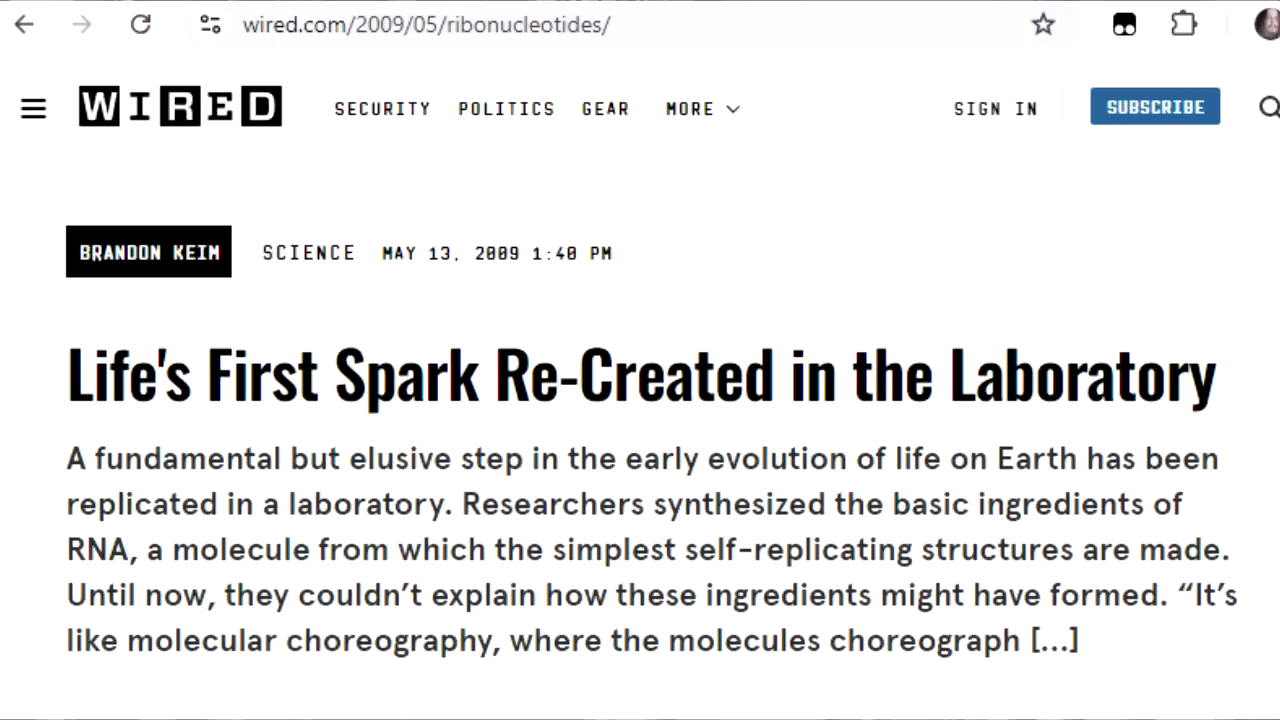 wired.com/2009/05/ribonucleotides/
WIRED SECURITY POLITICS GEAR MORE SIGN IN SUBSCRIBE
BRANDON KEIM SCIENCE MAY 13, 2009 1:40 PM
Life's First Spark Re-Created in the Laboratory
A fundamental but elusive step in the early evolution of life on Earth has been
replicated in a laboratory. Researchers synthesized the basic ingredients of
RNA, a molecule from which the simplest self-replicating structures are made.
Until now, they couldn’t explain how these ingredients might have formed. “It’s
like molecular choreography, where the molecules choreograph [...]